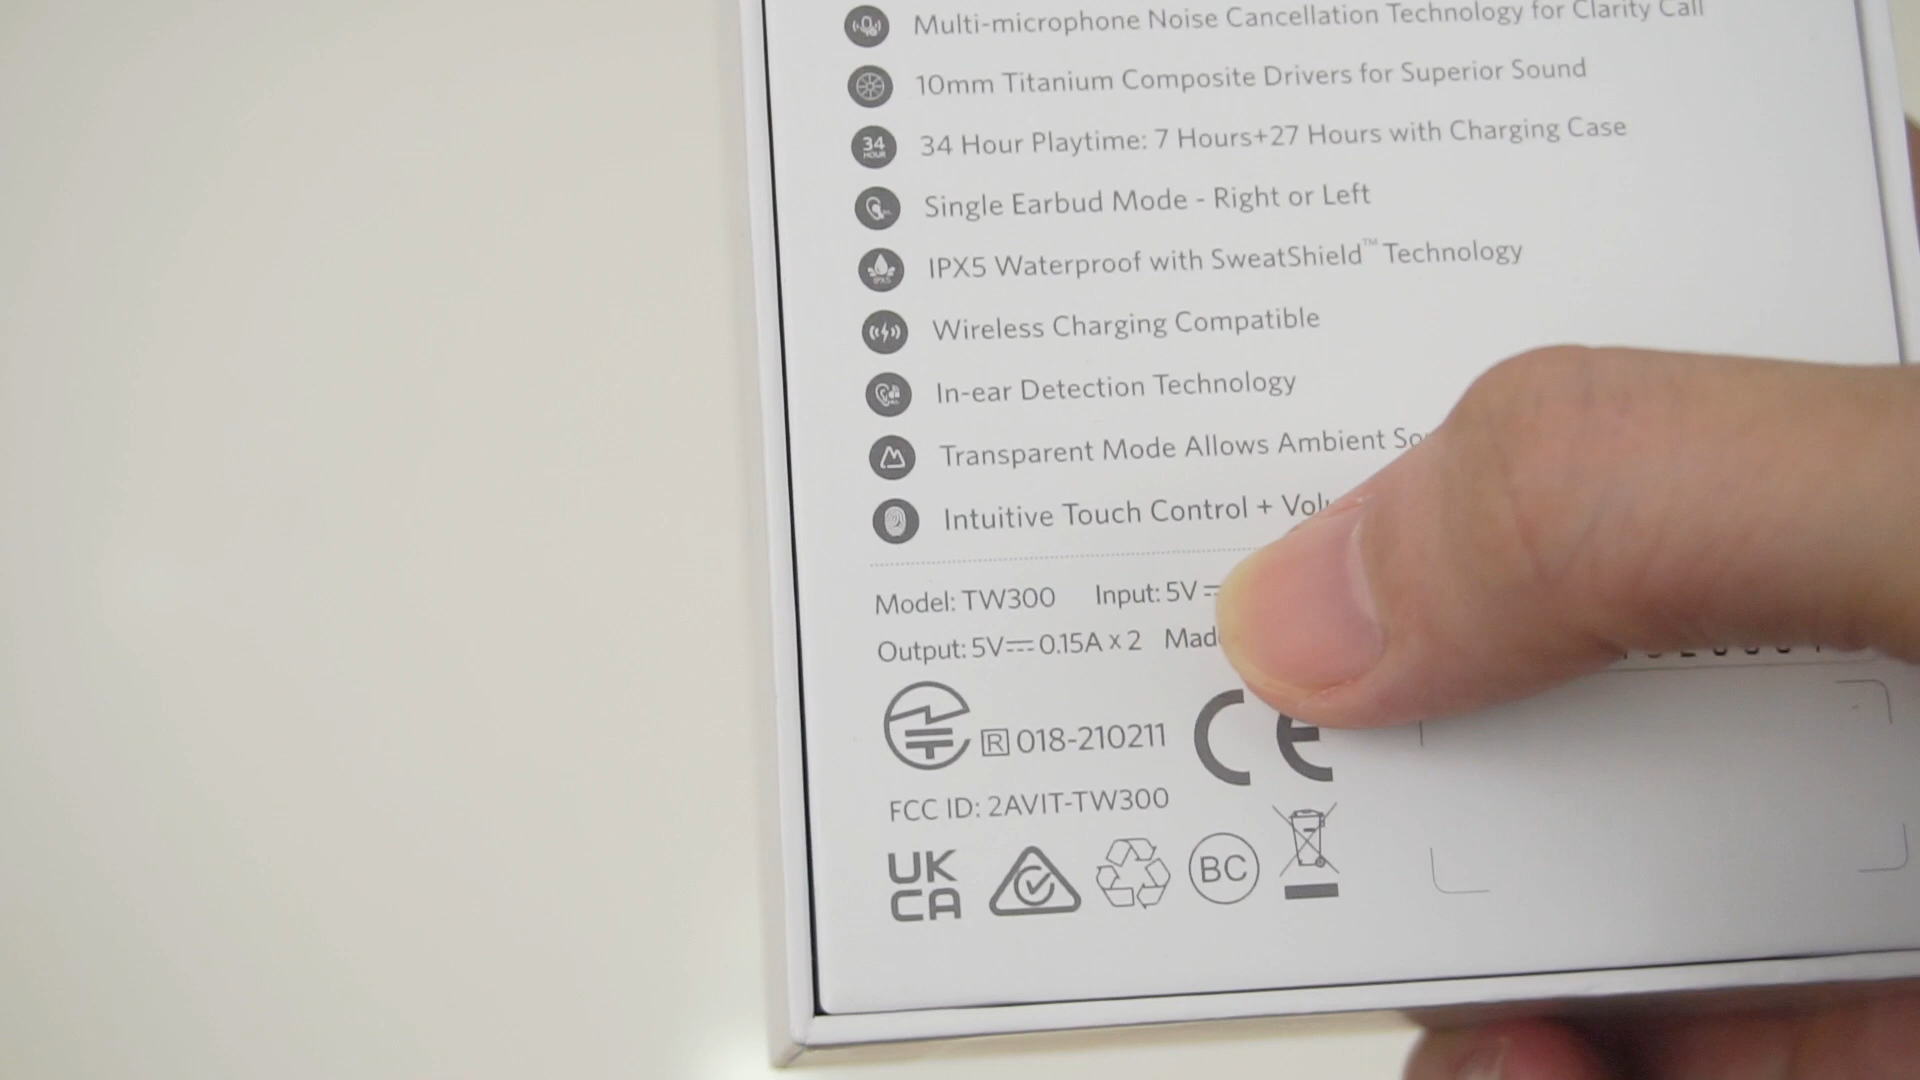 Multi-microphone Noise Cancellation Technology for Clarity Call
10mm Titanium Composite Drivers for Superior Sound
34 HOUR
34 Hour Playtime: 7 Hours+27 Hours with Charging Case
Single Earbud Mode - Right or Left
IPX5
IPX5 Waterproof with SweatShield™ Technology
Wireless Charging Compatible
In-ear Detection Technology
Transparent Mode Allows Ambient
Intuitive Touch Control +
Model: TW300 Input: 5V⎓
Output: 5V⎓0.15A x 2
R 018-210211 CE
FCC ID: 2AVIT-TW300
UK
CA
BC